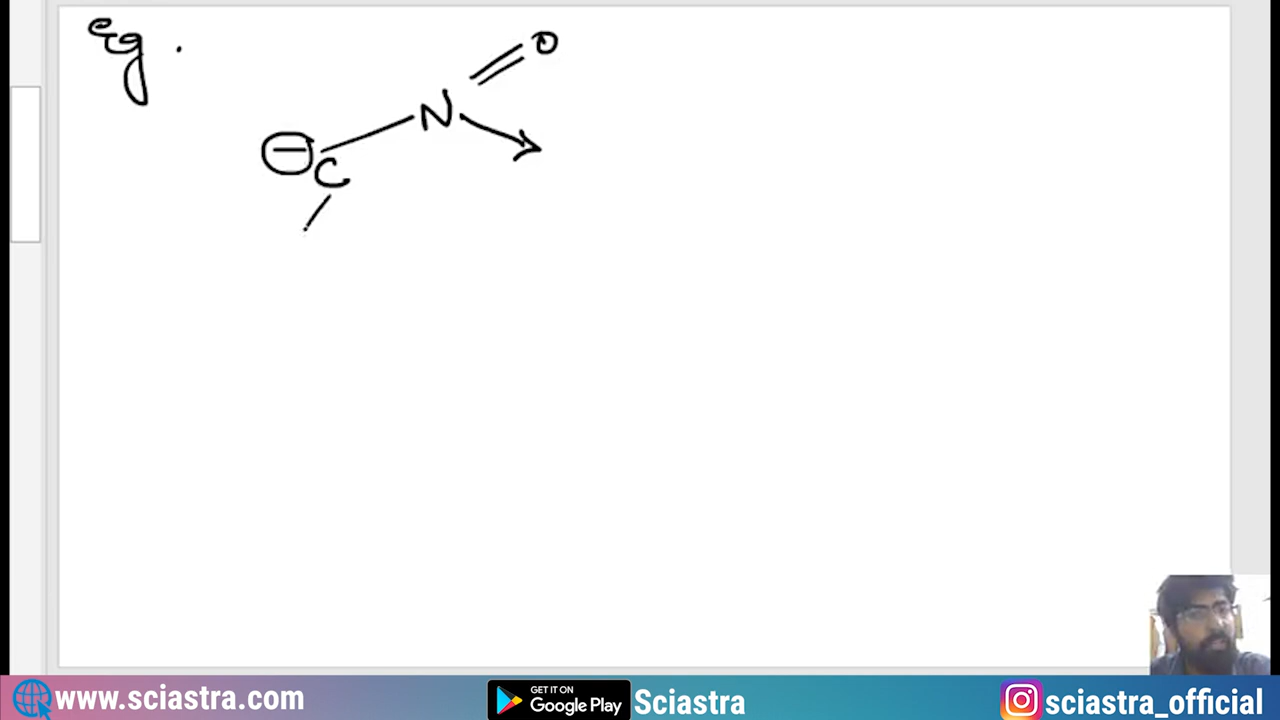 Eg.
O
N
C
www.sciastra.com
GET IT ON
Google Play
Sciastra
sciastra_official